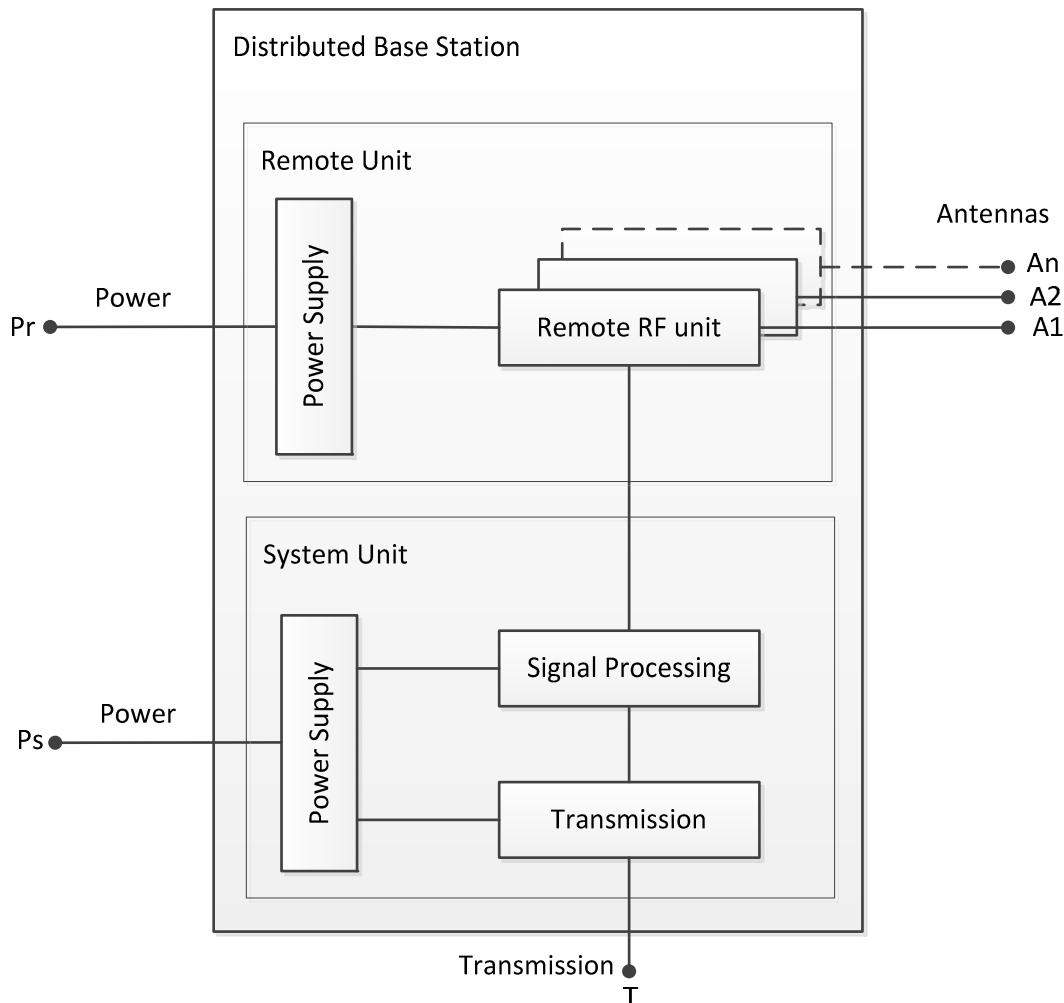 Distributed Base Station
Remote Unit
Power Supply
Antennas
An
A2
A1
Power
Pr
Remote RF unit
System Unit
Power Supply
Signal Processing
Power
Ps
Transmission
Transmission
T